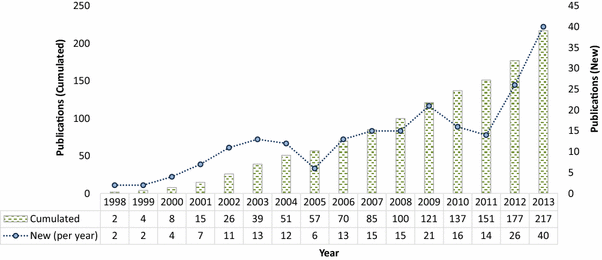 250 45
40
200 35
30
150 25
100 20
15
50 10
5
0 0
Publications (Cumulated)
Publications (New)
1998 1999 2000 2001 2002 2003 2004 2005 2006 2007 2008 2009 2010 2011 2012 2013
Cumulated 2 4 8 15 26 39 51 57 70 85 100 121 137 151 177 217
New (per year) 2 2 4 7 11 13 12 6 13 15 15 21 16 14 26 40
Year